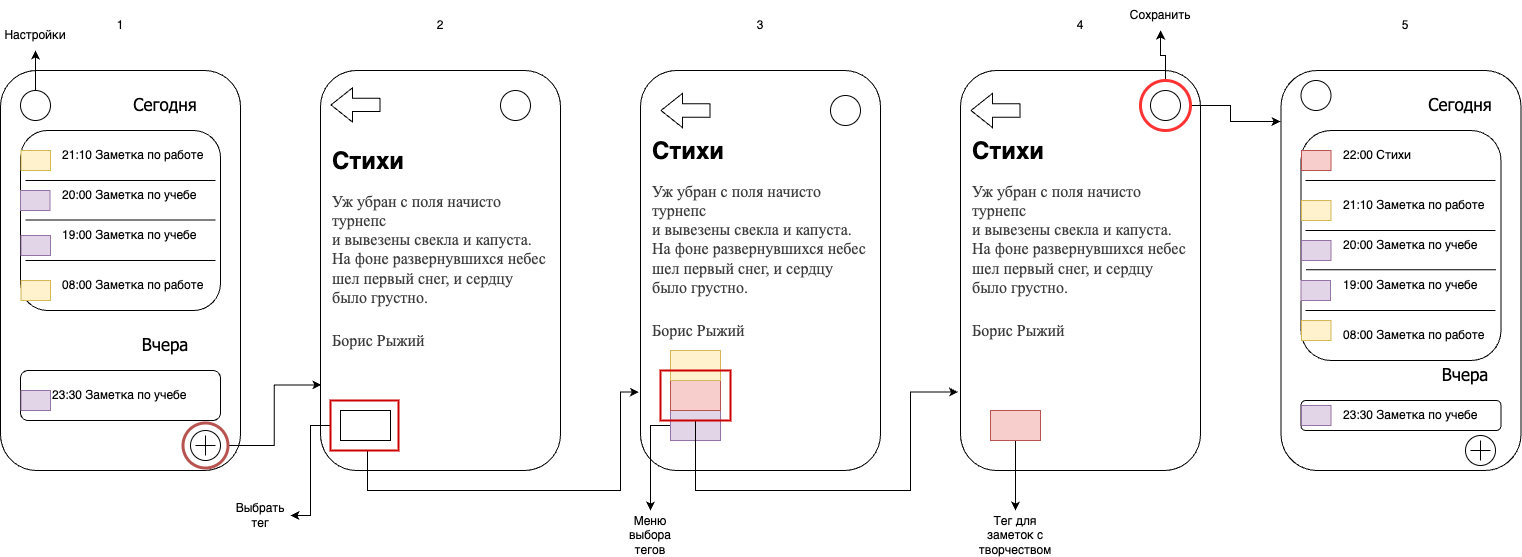 1
2
3
4
5
Настройки
Сохранить
Сегодня
21:10 Заметка по работе
20:00 Заметка по учебе
19:00 Заметка по учебе
08:00 Заметка по работе
Вчера
23:30 Заметка по учебе
Выбрать
тег
Стихи
Уж убран с поля начисто
турнепс
и вывезены свекла и капуста.
На фоне развернувшихся небес
шел первый снег, и сердцу
было грустно.
Борис Рыжий
Стихи
Уж убран с поля начисто
турнепс
и вывезены свекла и капуста.
На фоне развернувшихся небес
шел первый снег, и сердцу
было грустно.
Борис Рыжий
Меню
выбора
тегов
Стихи
Уж убран с поля начисто
турнепс
и вывезены свекла и капуста.
На фоне развернувшихся небес
шел первый снег, и сердцу
было грустно.
Борис Рыжий
Тег для
заметок с
творчеством
Сегодня
22:00 Стихи
21:10 Заметка по работе
20:00 Заметка по учебе
19:00 Заметка по учебе
08:00 Заметка по работе
Вчера
23:30 Заметка по учебе